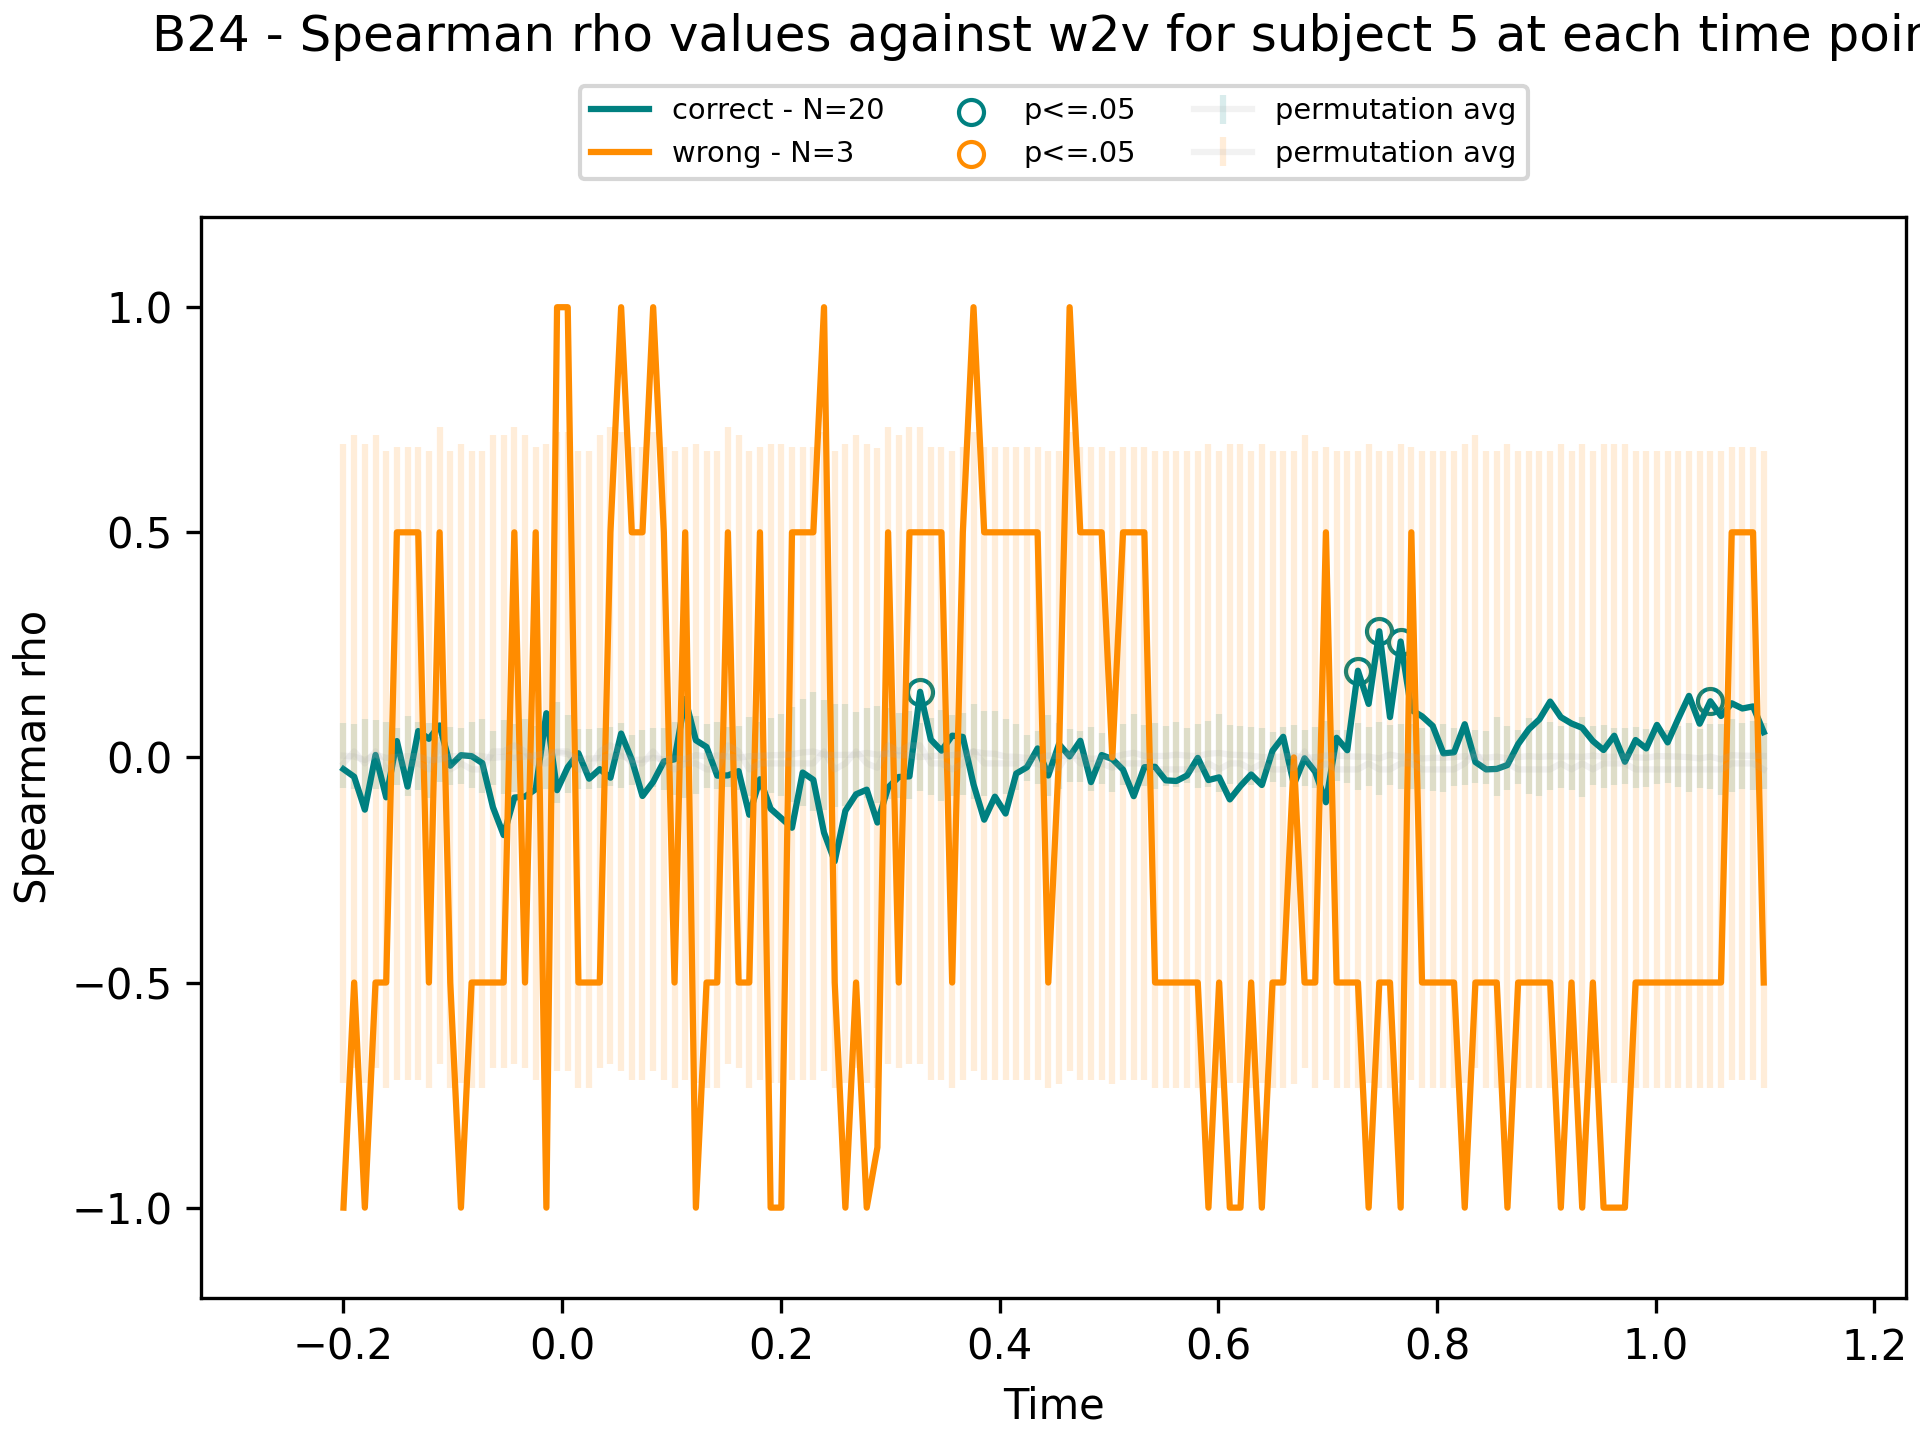 B24 - Spearman rho values against w2v for subject 5 at each time
correct - N=20
wrong - N=3
p<=.05
p<=.05
permutation avg
permutation avg
1.0
0.5
0.0
−0.5
−1.0
Spearman rho
−0.2
0.0
0.2
0.4
0.6
0.8
1.0
1.2
Time